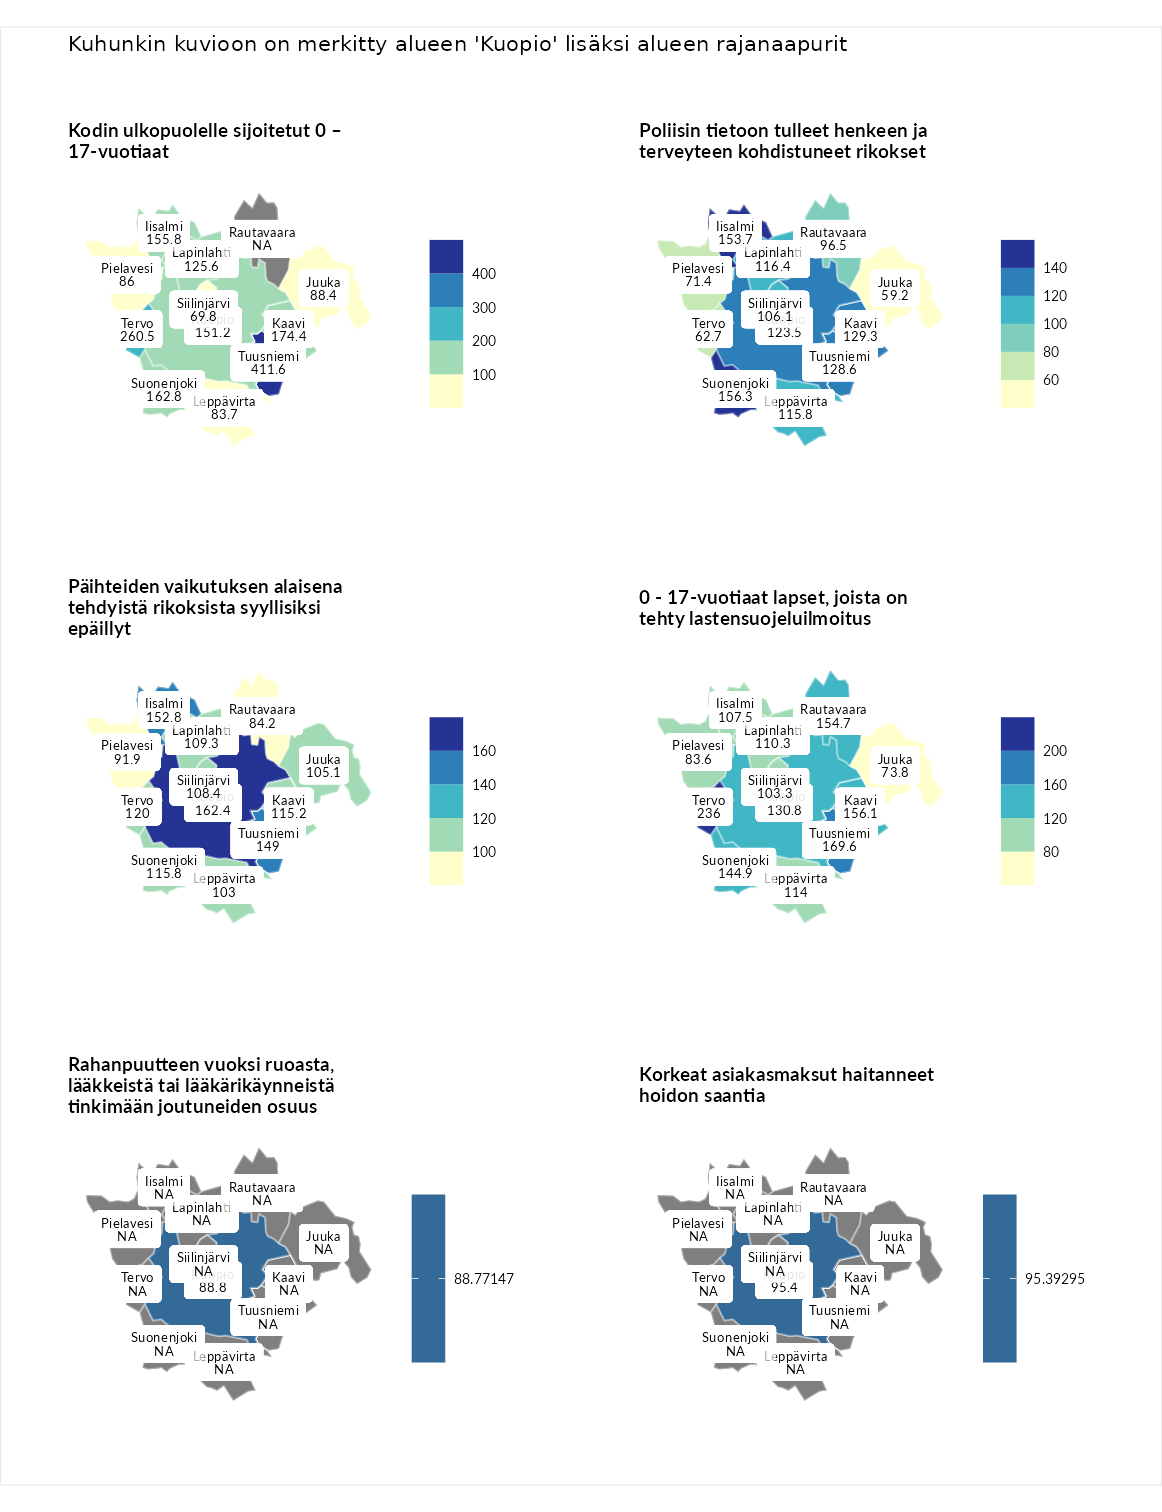 Kuhunkin kuvioon on merkitty alueen 'Kuopio' lisäksi alueen rajanaapurit
Kodin ulkopuolelle sijoitetut 0 –
17-vuotiaat
Iisalmi
155.8
Rautavaara
NA
Lapinlahti
125.6
Pielavesi
86
Juuka
88.4
Siilinjärvi
69.8
151.2
Tervo
260.5
Kaavi
174.4
Tuusniemi
411.6
Suonenjoki
162.8
Leppävirta
83.7
400
300
200
100
Poliisin tietoon tulleet henkeen ja
terveyteen kohdistuneet rikokset
Iisalmi
153.7
Rautavaara
96.5
Lapinlahti
116.4
Pielavesi
71.4
Juuka
59.2
Siilinjärvi
106.1
123.5
Tervo
62.7
Kaavi
129.3
Tuusniemi
128.6
Suonenjoki
156.3
Leppävirta
115.8
140
120
100
80
60
Päihteiden vaikutuksen alaisena
tehdyistä rikoksista syyllisiksi
epäillyt
Iisalmi
152.8
Rautavaara
84.2
Lapinlahti
109.3
Pielavesi
91.9
Juuka
105.1
Siilinjärvi
108.4
162.4
Tervo
120
Kaavi
115.2
Tuusniemi
149
Suonenjoki
115.8
Leppävirta
103
160
140
120
100
0 - 17-vuotiaat lapset, joista on
tehty lastensuojeluilmoitus
Iisalmi
107.5
Rautavaara
154.7
Lapinlahti
110.3
Pielavesi
83.6
Juuka
73.8
Siilinjärvi
103.3
130.8
Tervo
236
Kaavi
156.1
Tuusniemi
169.6
Suonenjoki
144.9
Leppävirta
114
200
160
120
80
Rahanpuutteen vuoksi ruoasta,
lääkkeistä tai lääkärikäynneistä
tinkimään joutuneiden osuus
Iisalmi
NA
Rautavaara
NA
Lapinlahti
NA
Pielavesi
NA
Juuka
NA
Siilinjärvi
NA
88.8
Tervo
NA
Kaavi
NA
Tuusniemi
NA
Suonenjoki
NA
Leppävirta
NA
88.77147
Korkeat asiakasmaksut haitanneet
hoidon saantia
Iisalmi
NA
Rautavaara
NA
Lapinlahti
NA
Pielavesi
NA
Juuka
NA
Siilinjärvi
NA
95.4
Tervo
NA
Kaavi
NA
Tuusniemi
NA
Suonenjoki
NA
Leppävirta
NA
95.39295